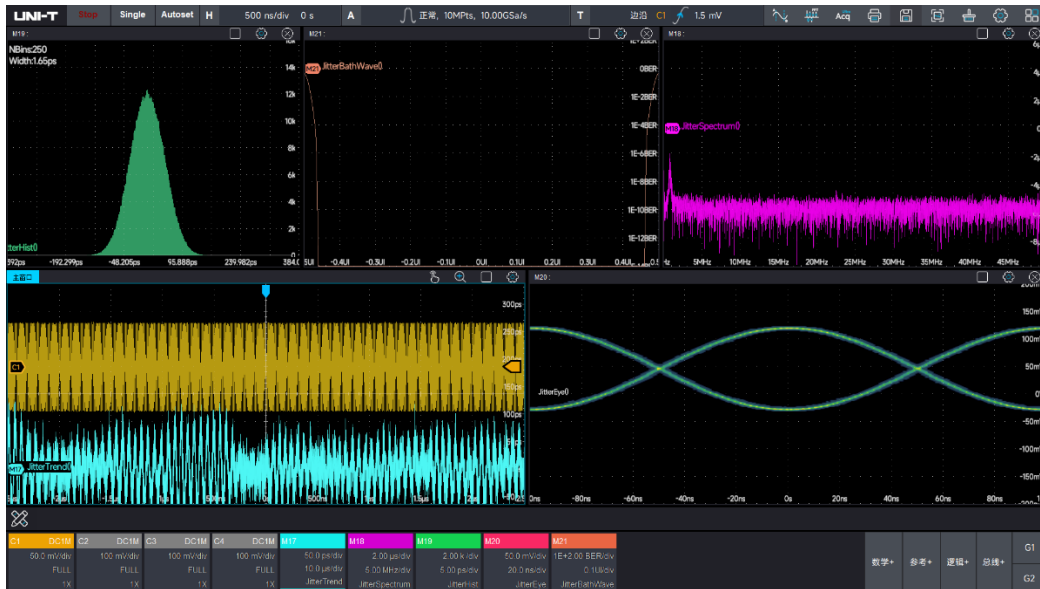 UNI-T Stop Single Autoset H 500 ns/div 0 s A 正常, 10MPts, 10.00GSa/s T 边沿 C1 1.5 mV Acq
M19:
NBins:250
Width:1.65ps
14k
12k
10k
8k
6k
4k
2k
0
-192.299ps -48.205ps 55.888ps 239.982ps
M21:
M21 JitterBathWave0
0BER
1E-2BER
1E-4BER
1E-6BER
1E-8BER
1E-10BER
1E-12BER
-0.4UI -0.3UI -0.2UI -0.1UI 0UI 0.1UI 0.2UI 0.3UI
M18:
M18 JitterSpectrum0
5MHz 10MHz 15MHz 20MHz 25MHz 30MHz 35MHz 40MHz 45MHz
主窗口
300ps
C1
150ps
100ps
M17 JitterTrend0
M20:
150m
100m
50m
-50m
-100m
JitterEye0
-80ns -60ns -40ns -20ns 0s 20ns 40ns 60ns 80ns
C1 DC1M C2 DC1M C3 DC1M C4 DC1M M17 M18 M19 M20 M21
50.0 mV/div 100 mV/div 100 mV/div 100 mV/div 50.0 ps/div 2.00 µs/div 2.00 k /div 50.0 mV/div 1E+2.00 BER/div
FULL FULL FULL FULL 10.0 µs/div 5.00 MHz/div 5.00 ps/div 20.0 ns/div 0.1UI/div
1X 1X 1X 1X JitterTrend JitterSpectrum JitterHist JitterEye JitterBathWave
数学+ 参考+ 逻辑+ 总线+
G1
G2